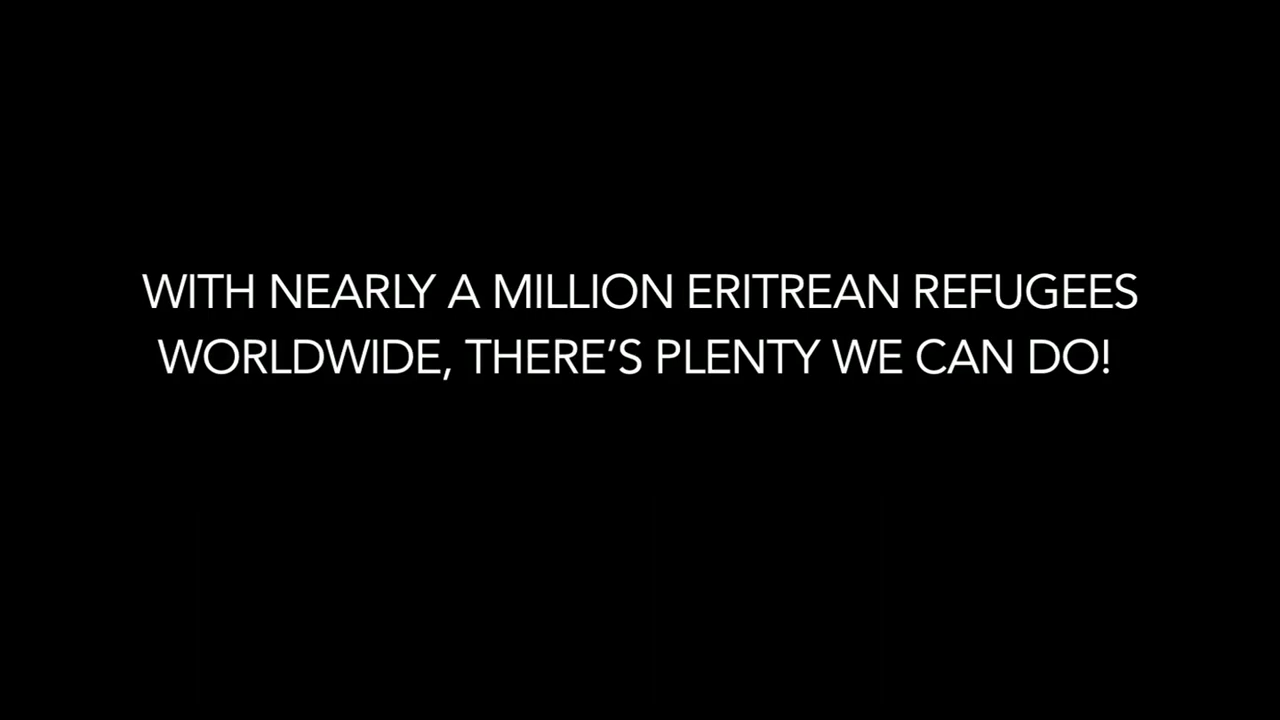 WITH NEARLY A MILLION ERITREAN REFUGEES
WORLDWIDE, THERE’S PLENTY WE CAN DO!